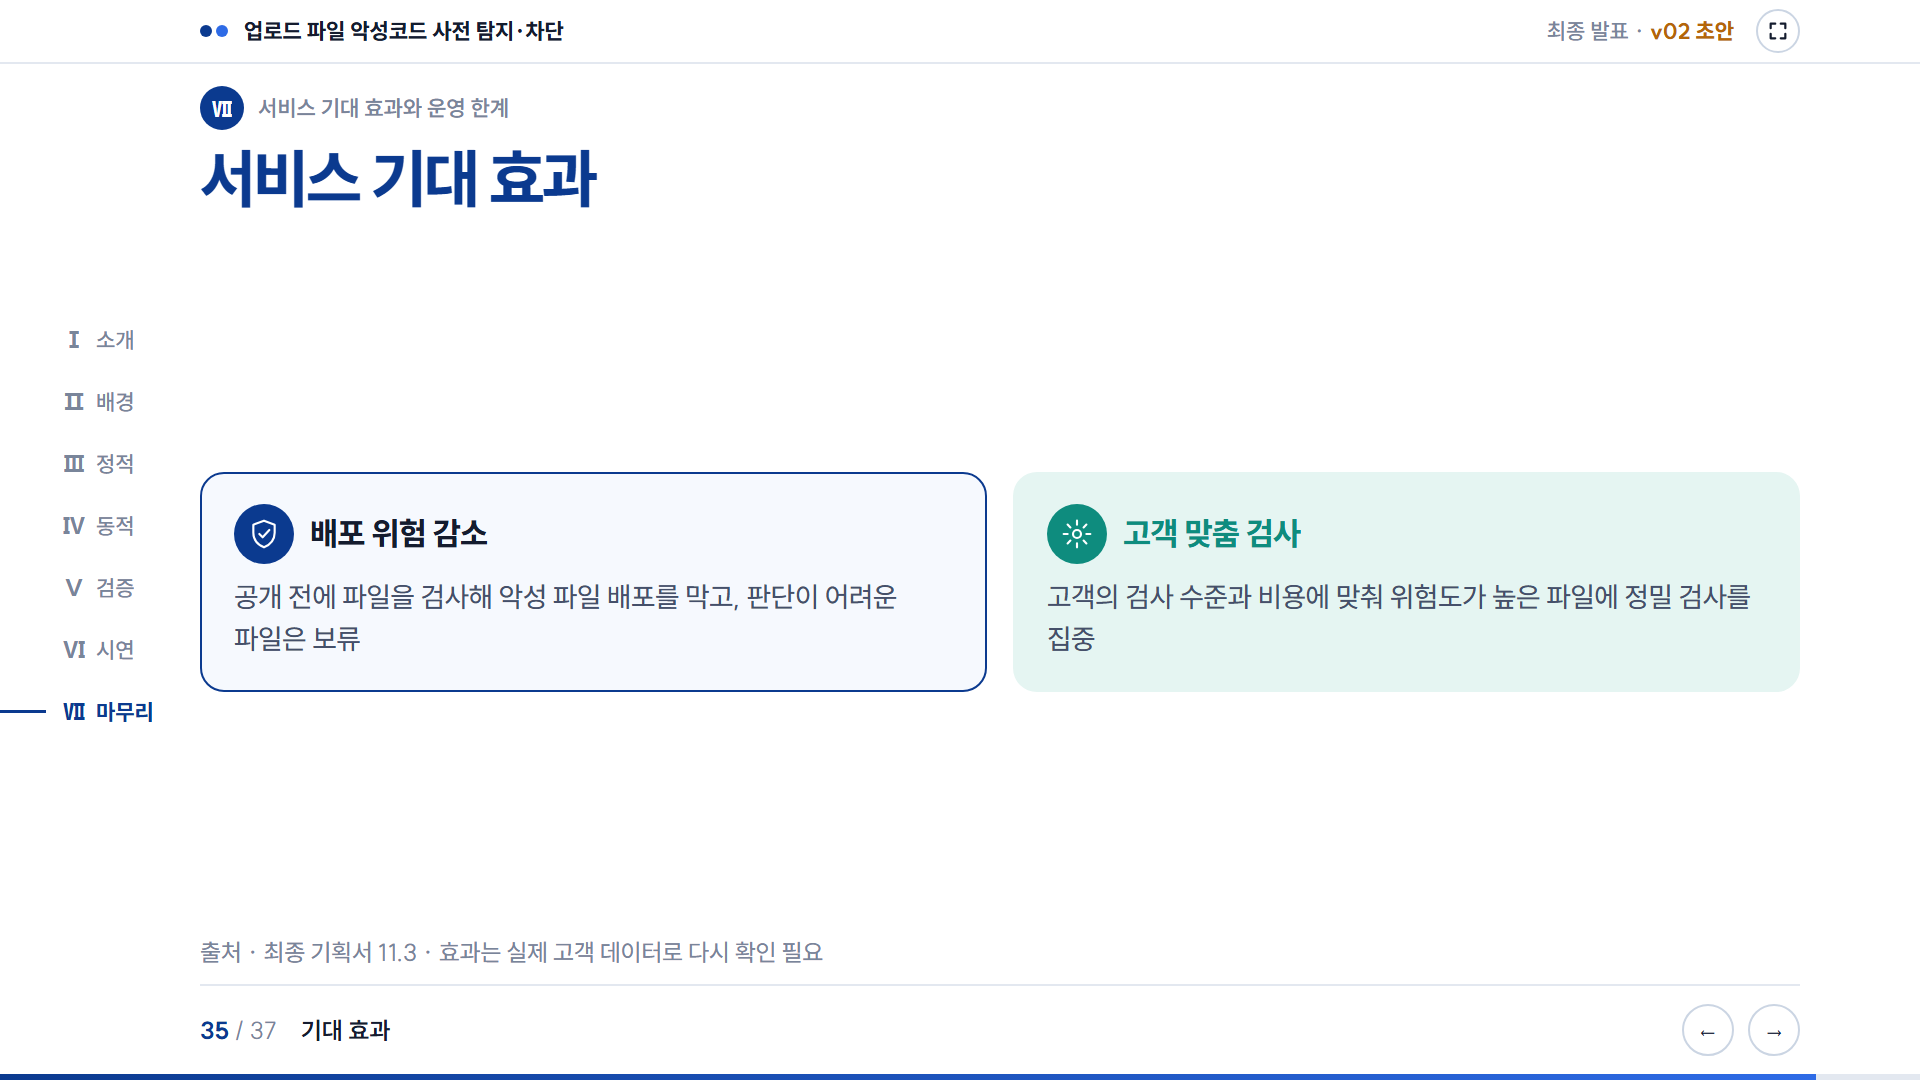 업로드 파일 악성코드 사전 탐지·차단
최종 발표 · v02 초안
Ⅶ 서비스 기대 효과와 운영 한계
서비스 기대 효과
Ⅰ 소개
Ⅱ 배경
Ⅲ 정적
Ⅳ 동적
Ⅴ 검증
Ⅵ 시연
Ⅶ 마무리
배포 위험 감소
공개 전에 파일을 검사해 악성 파일 배포를 막고, 판단이 어려운
파일은 보류
고객 맞춤 검사
고객의 검사 수준과 비용에 맞춰 위험도가 높은 파일에 정밀 검사를
집중
출처 · 최종 기획서 11.3 · 효과는 실제 고객 데이터로 다시 확인 필요
35 / 37 기대 효과
← →